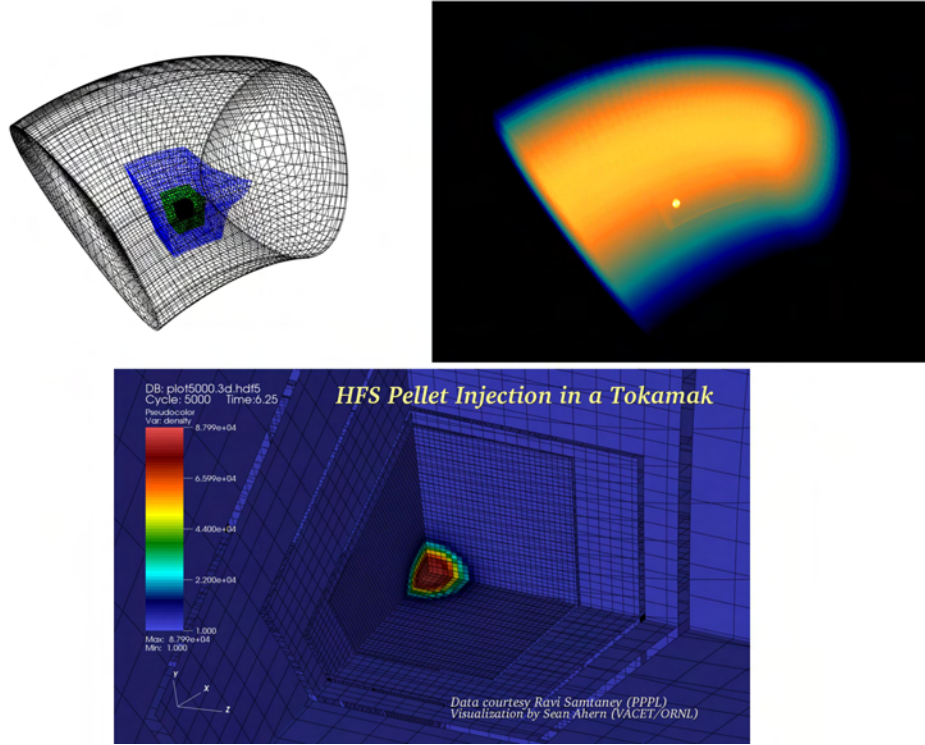 DB: plot5000.3d.hdf5
Cycle: 5000 Time:6.25
HFS Pellet Injection in a Tokamak
Pseudocolor
Var: density
8.799e+04
6.599e+04
4.400e+04
2.200e+04
1.000
Max: 8.799e+04
Min: 1.000
Y
X
Z
Data courtesy Ravi Samtaney (PPPL)
Visualization by Sean Ahern (VACET/ORNL)